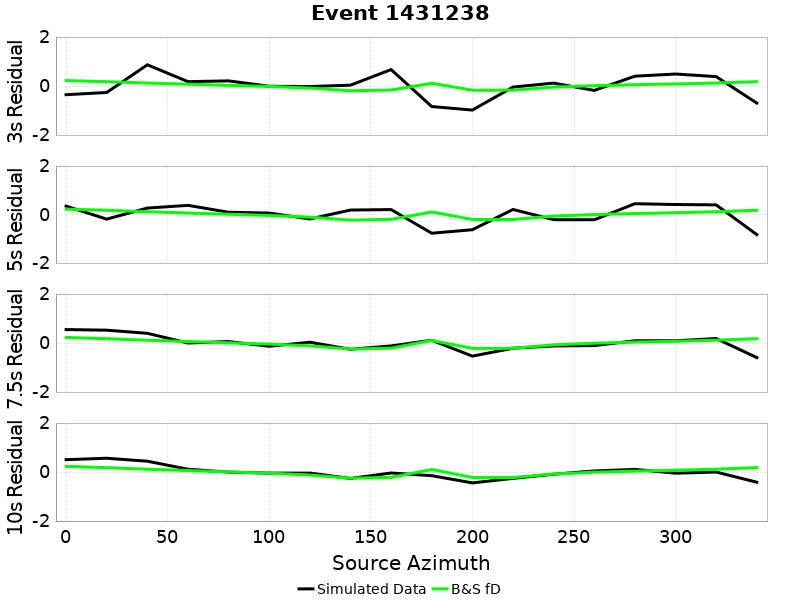 Event 1431238
3s Residual
2
0
-2
5s Residual
2
0
-2
7.5s Residual
2
0
-2
10s Residual
2
0
-2
0 50 100 150 200 250 300
Source Azimuth
Simulated Data B&S fD